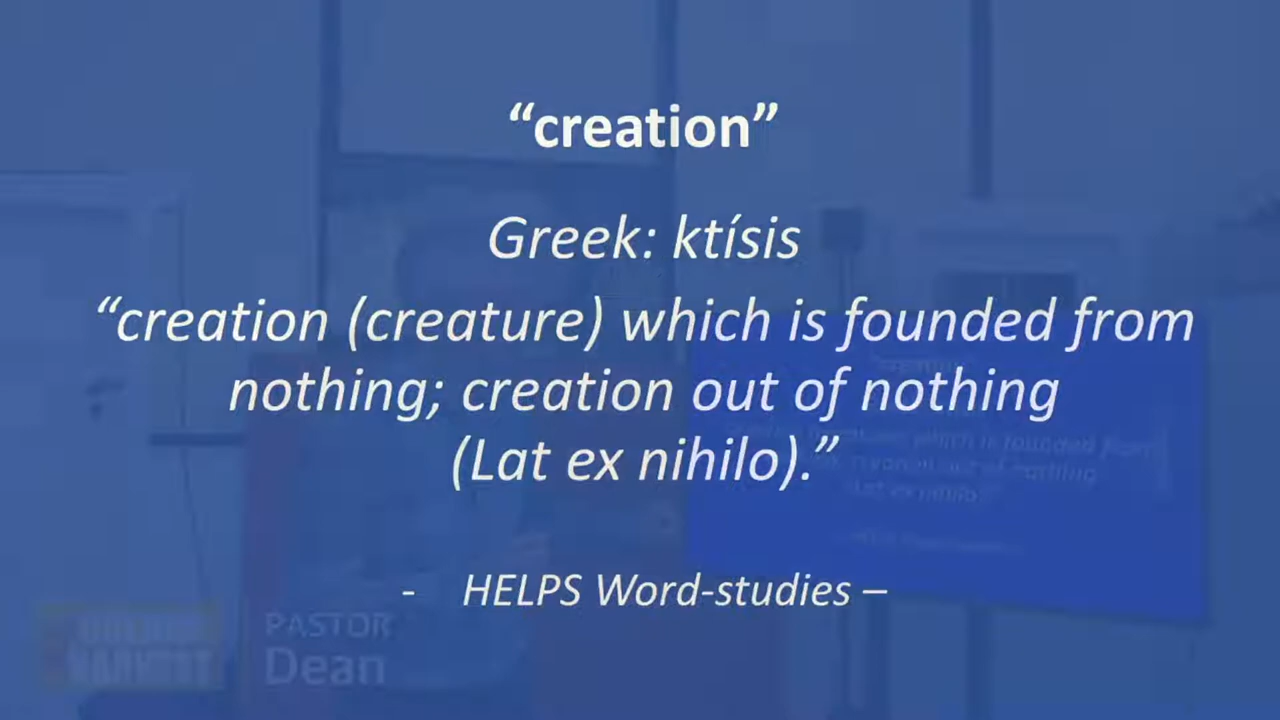 “creation”
Greek: ktísis
“creation (creature) which is founded from
nothing; creation out of nothing
(Lat ex nihilo).”
- HELPS Word-studies –
PASTOR
Dean